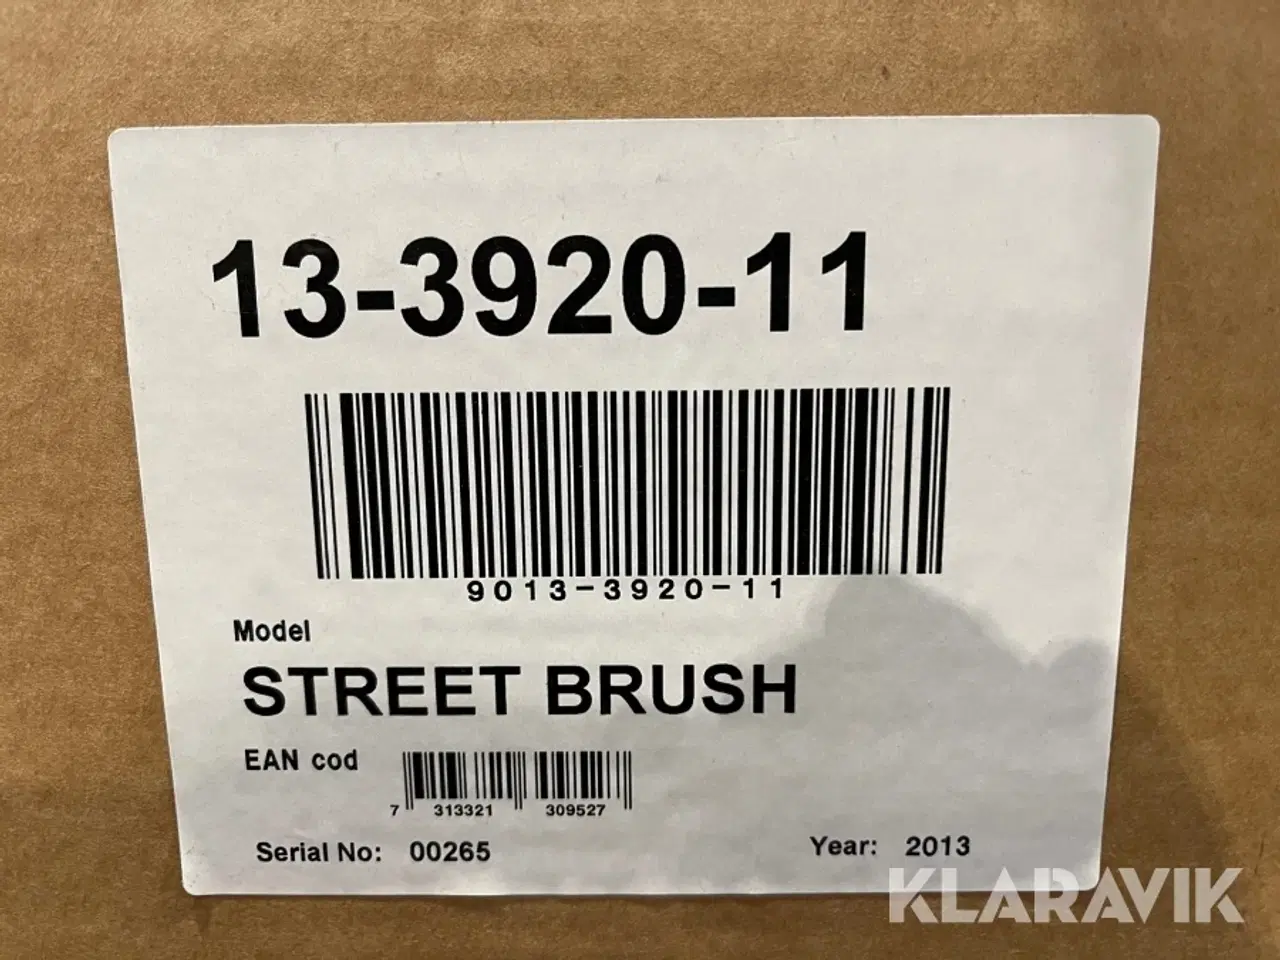 13-3920-11
9013-3920-11
Model
STREET BRUSH
EAN cod
7 313321 309527
Serial No: 00265 Year: 2013
KLARAVIK